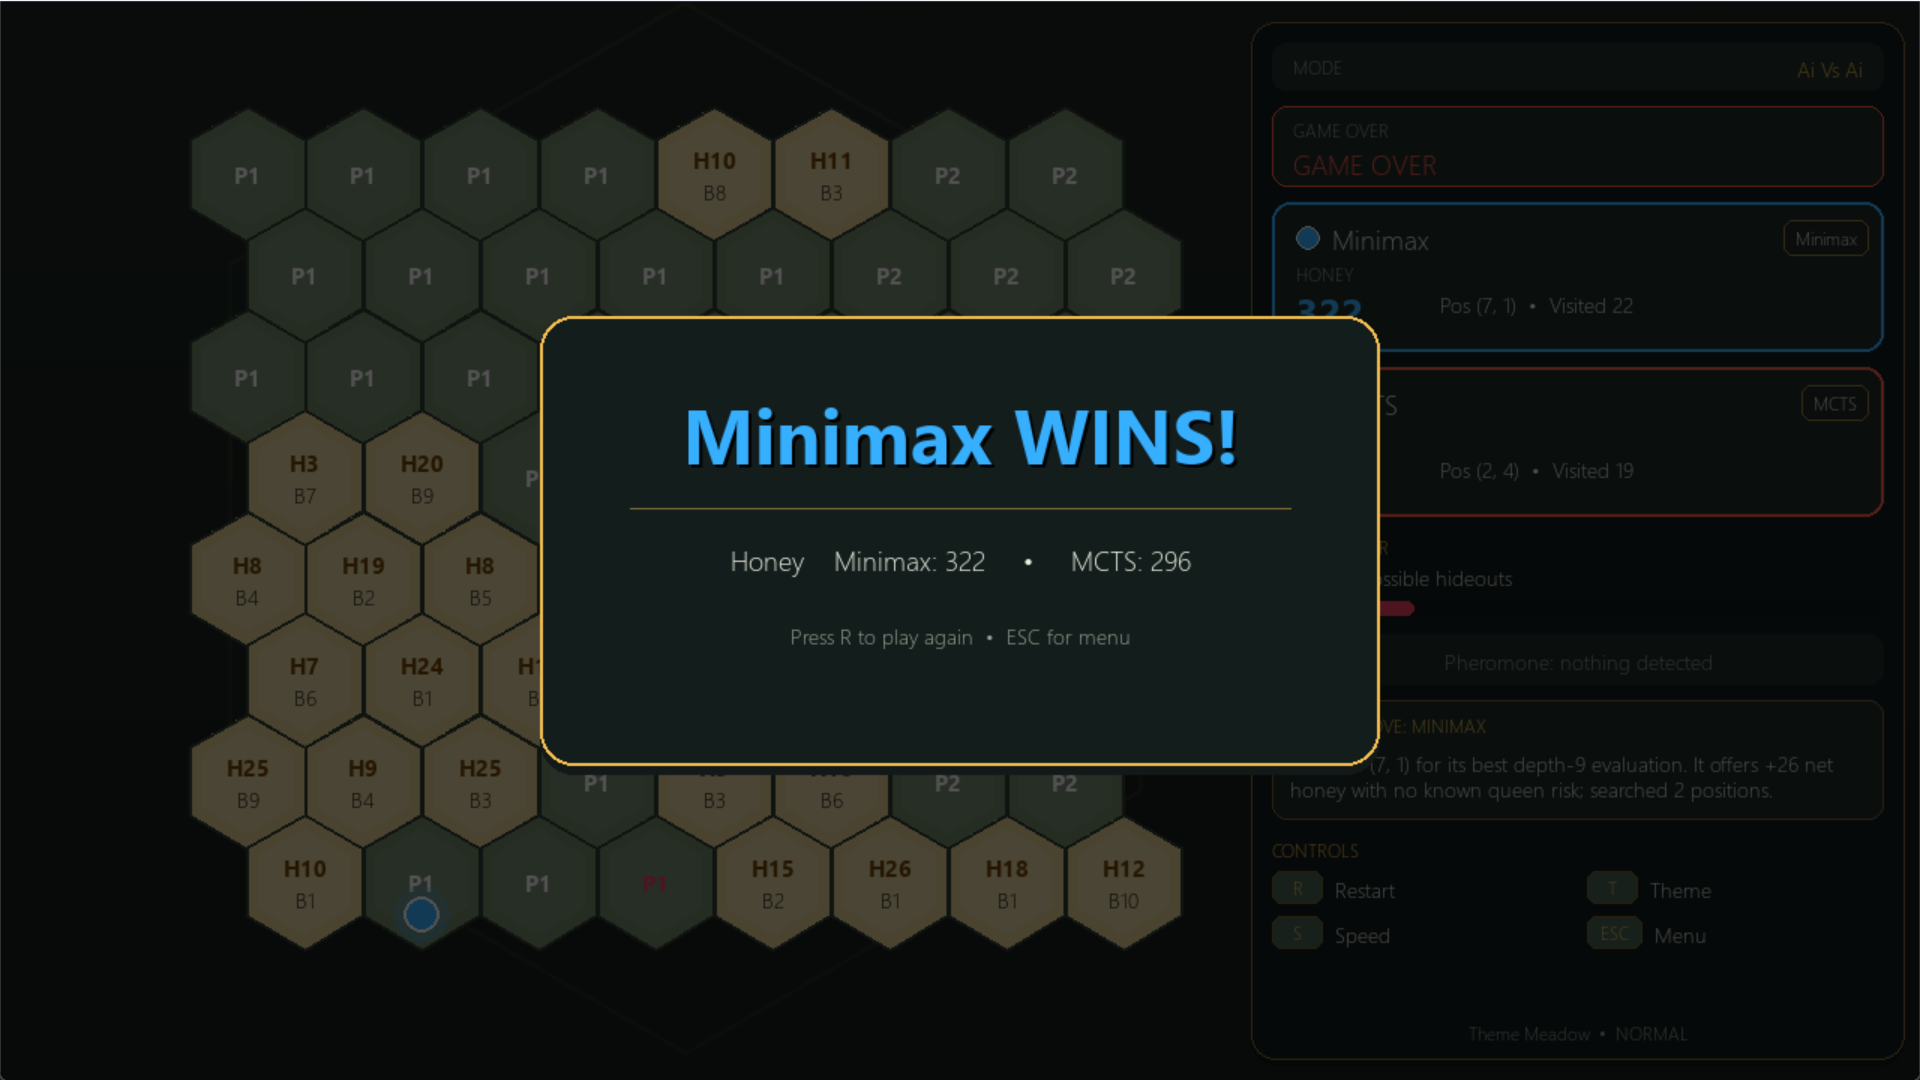 P1 P1 P1 P1 H10 H11 P2 P2
B8 B3
P1 P1 P1 P1 P1 P2 P2 P2
P1 P1 P1
H3 H20
B7 B9
H8 H19 H8
B4 B2 B5
H7 H24
B6 B1
H25 H9 H25 P1 P2 P2
B9 B4 B3 B3 B6
H10 P1 P1 P1 H15 H26 H18 H12
B1 B2 B1 B1 B10
Minimax WINS!
Honey Minimax: 322 • MCTS: 296
Press R to play again • ESC for menu
MODE Ai Vs Ai
GAME OVER
GAME OVER
Minimax Minimax
HONEY
322 Pos (7, 1) • Visited 22
MCTS
Pos (2, 4) • Visited 19
hideouts
Pheromone: nothing detected
MINIMAX
(7, 1) for its best depth-9 evaluation. It offers +26 net
honey with no known queen risk; searched 2 positions.
CONTROLS
R Restart T Theme
S Speed ESC Menu
Theme Meadow • NORMAL